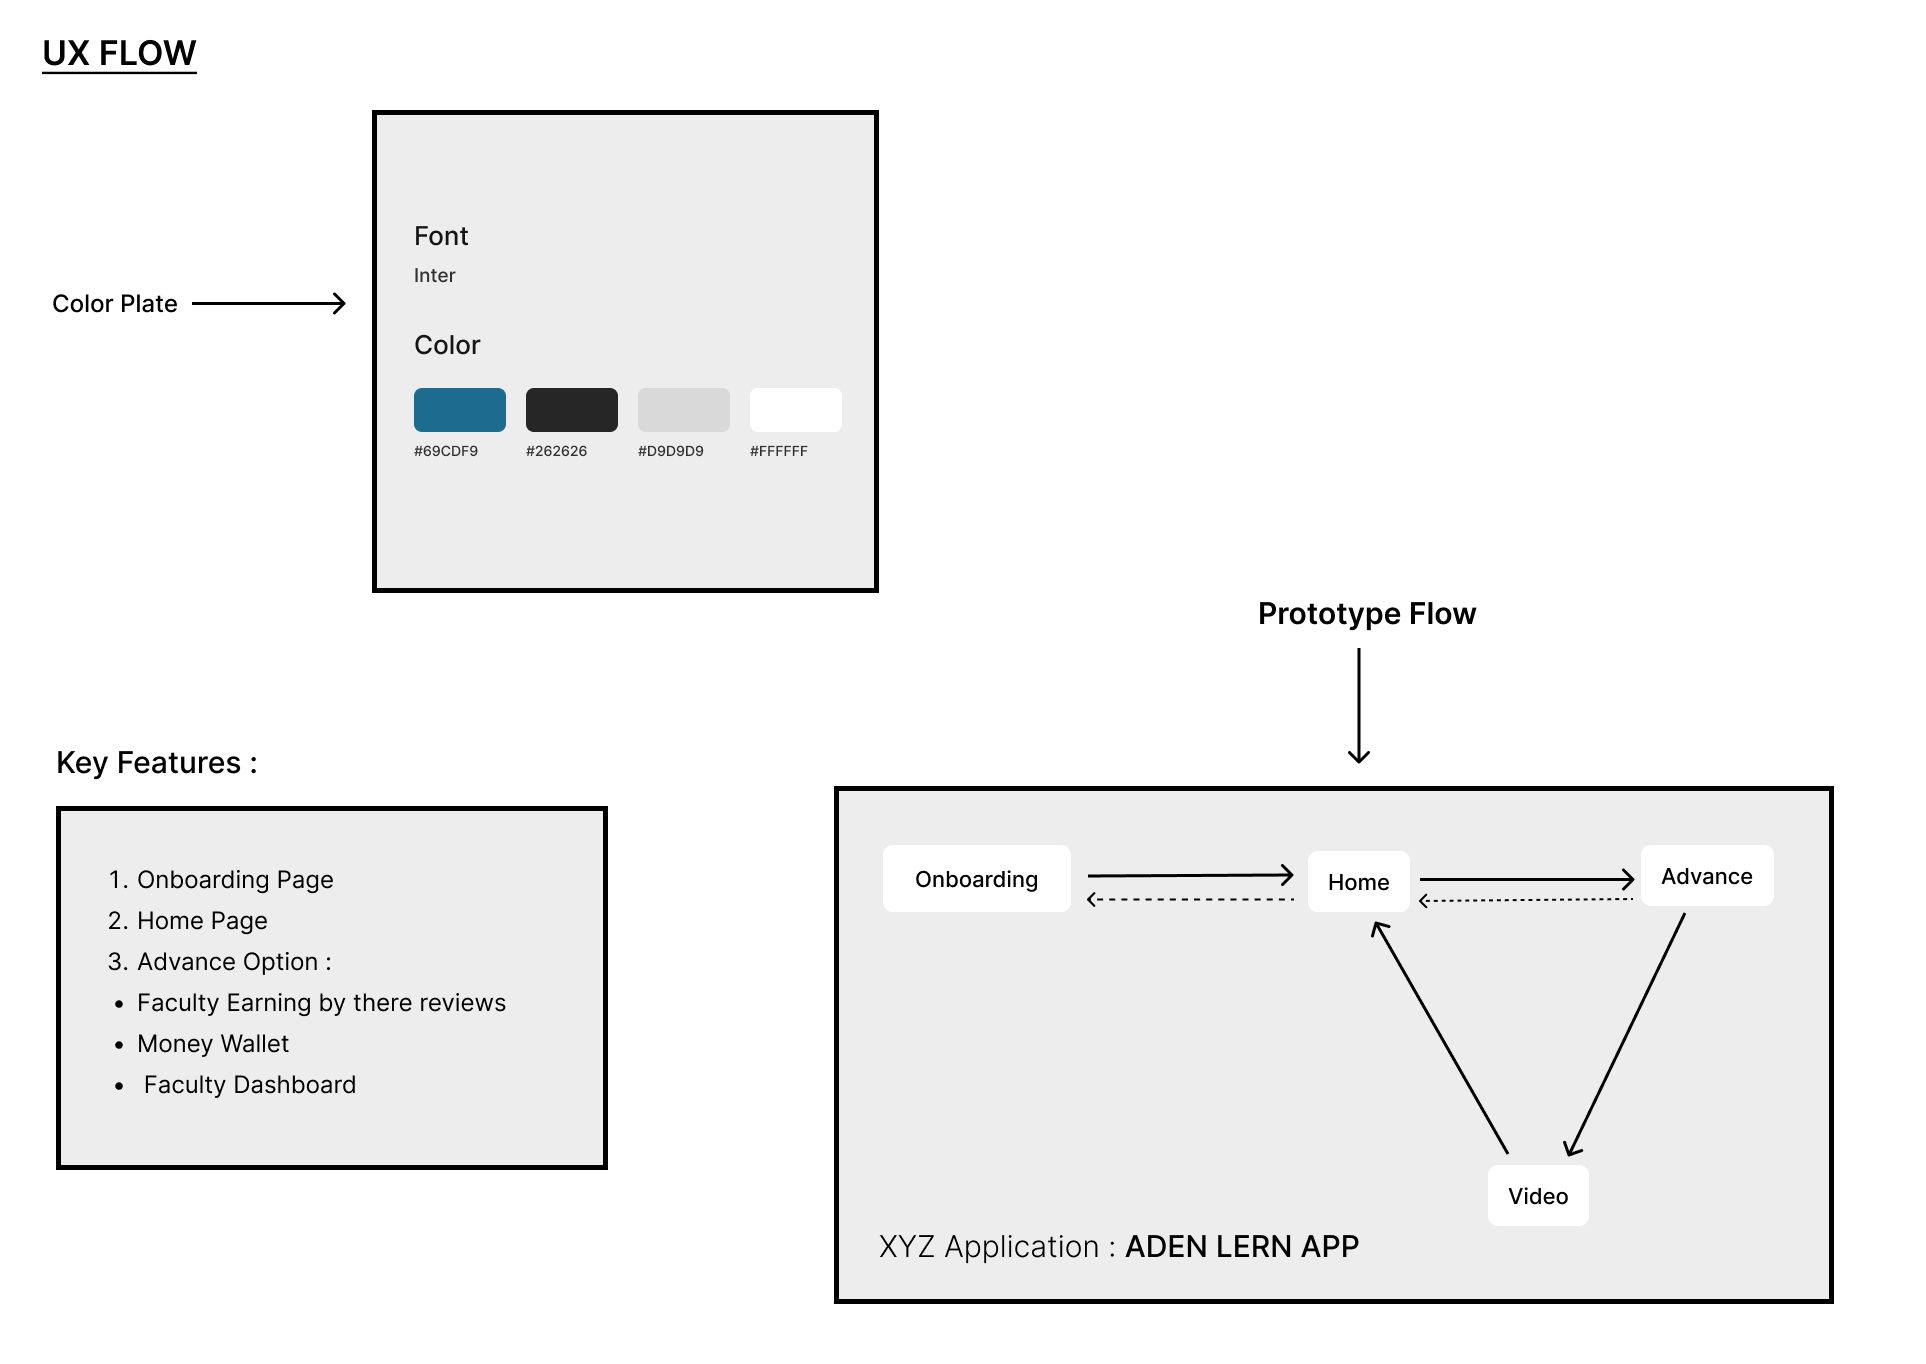 UX FLOW
Color Plate
Font
Inter
Color
#69CDF9 #262626 #D9D9D9 #FFFFFF
Key Features :
1. Onboarding Page
2. Home Page
3. Advance Option :
• Faculty Earning by there reviews
• Money Wallet
• Faculty Dashboard
Prototype Flow
Onboarding Home Advance
Video
XYZ Application : ADEN LERN APP